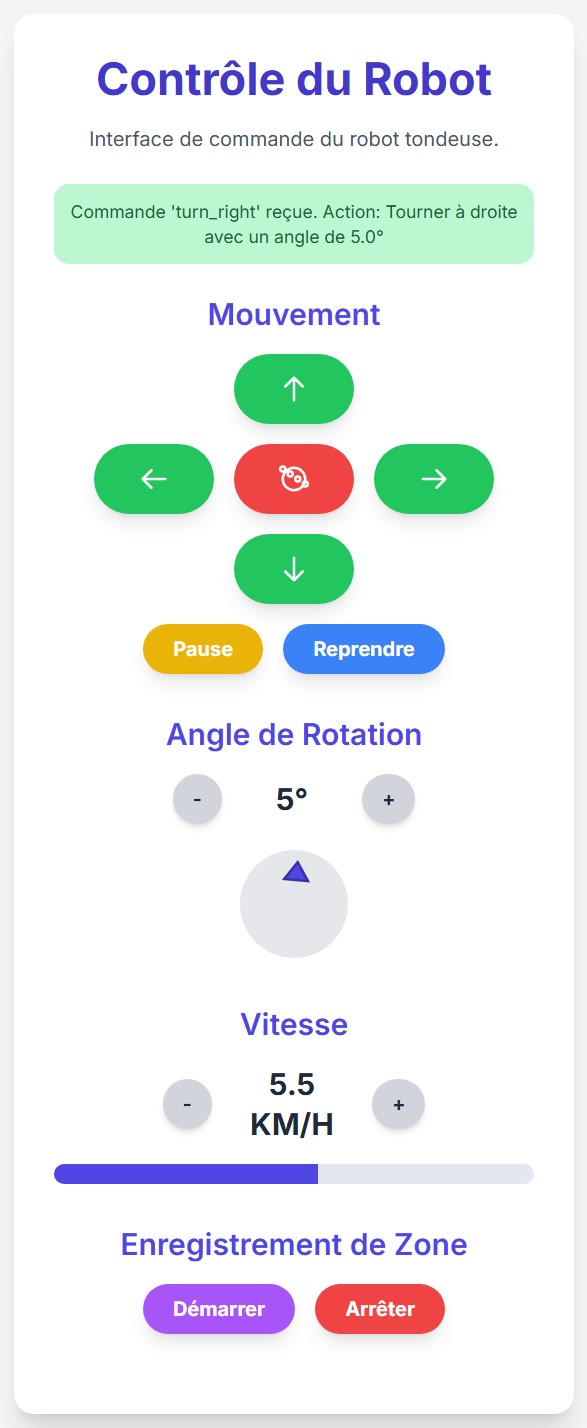 Contrôle du Robot
Interface de commande du robot tondeuse.
Commande 'turn_right' reçue. Action: Tourner à droite
avec un angle de 5.0°
Mouvement
Pause
Reprendre
Angle de Rotation
- 5° +
Vitesse
5.5
- KM/H +
Enregistrement de Zone
Démarrer
Arrêter